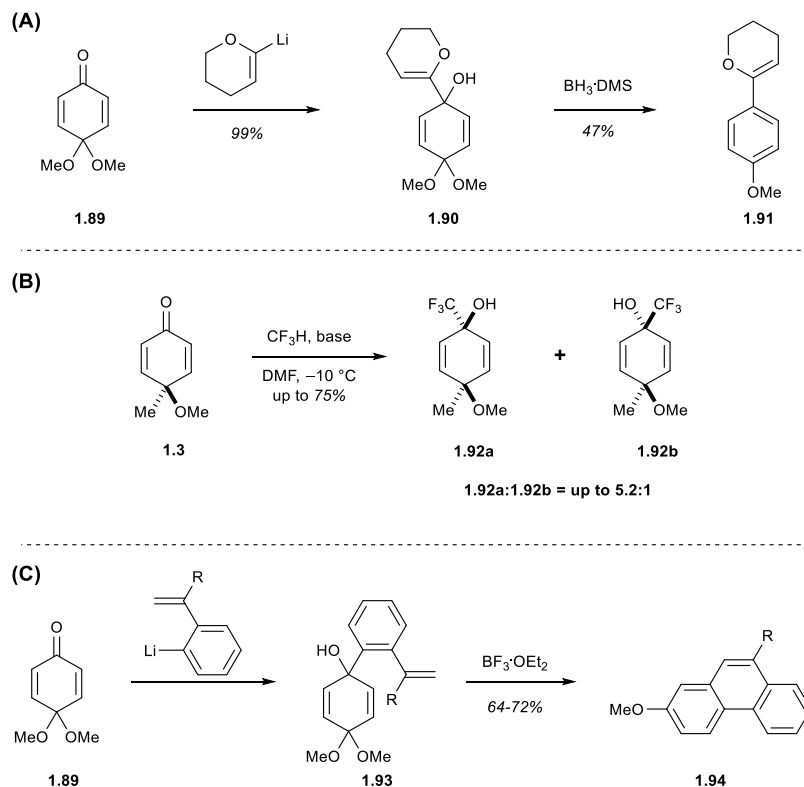 (A)
O
MeO OMe
1.89
O Li
99%
O
OH
MeO OMe
1.90
BH3·DMS
47%
O
OMe
1.91
(B)
O
Me OMe
1.3
CF3H, base
DMF, −10 °C
up to 75%
F3C OH
Me OMe
1.92a
+
HO CF3
Me OMe
1.92b
1.92a:1.92b = up to 5.2:1
(C)
O
MeO OMe
1.89
R
Li
HO
R
MeO OMe
1.93
BF3·OEt2
64-72%
R
MeO
1.94